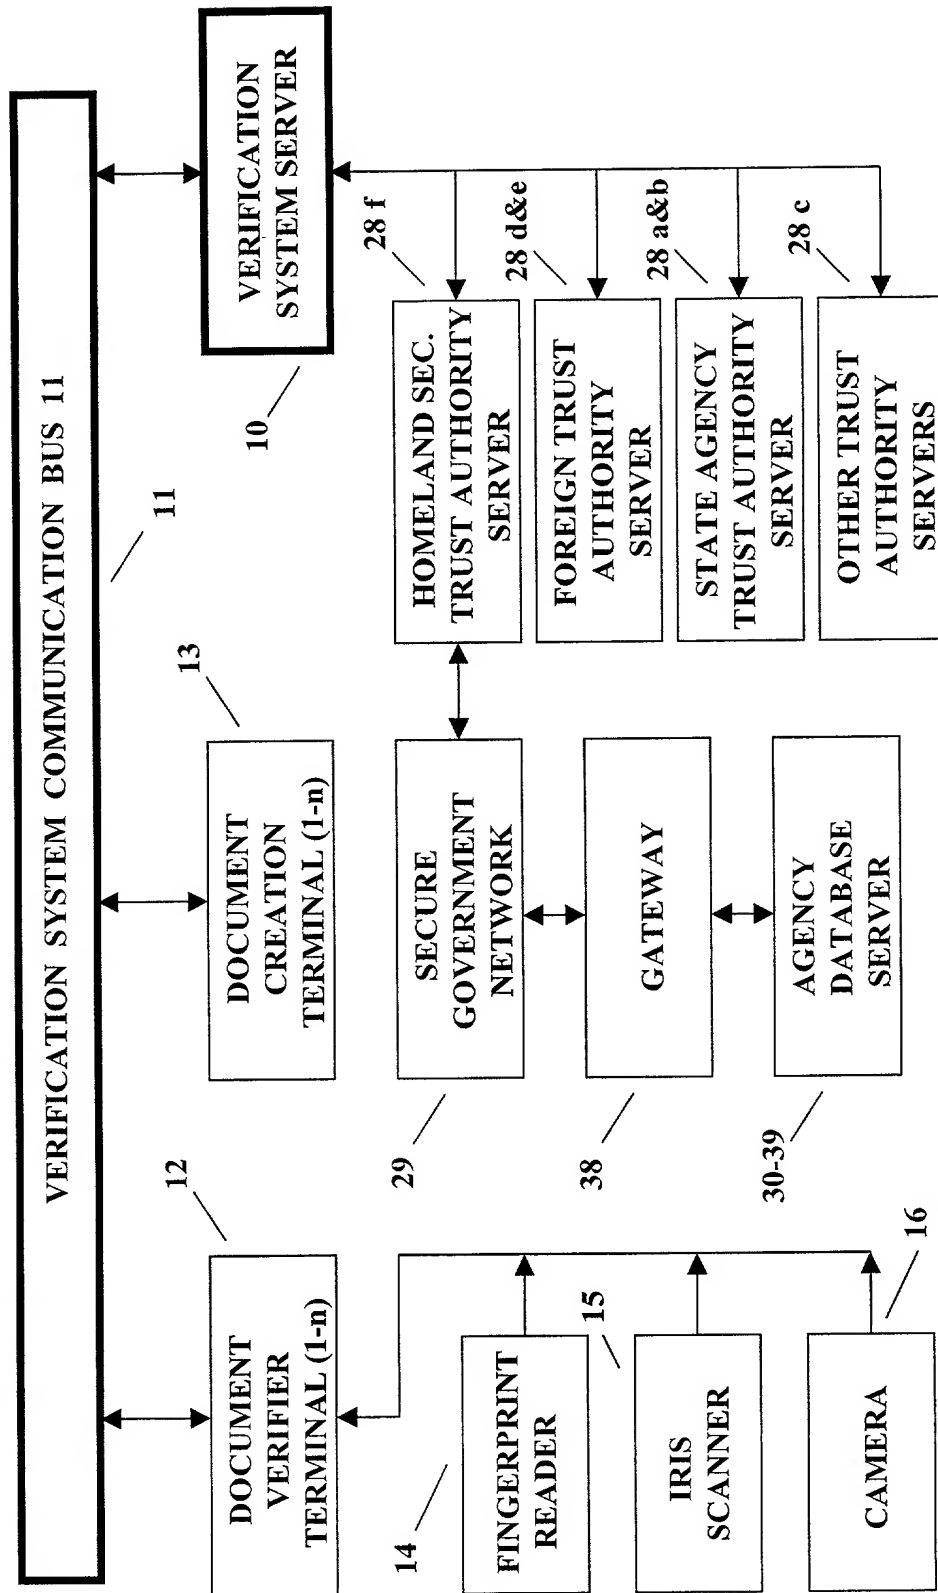 VERIFICATION SYSTEM COMMUNICATION BUS 11
11
12
13
DOCUMENT
VERIFIER
TERMINAL (1-n)
DOCUMENT
CREATION
TERMINAL (1-n)
VERIFICATION
SYSTEM SERVER
10
14
FINGERPRINT
READER
15
IRIS
SCANNER
16
CAMERA
29
SECURE
GOVERNMENT
NETWORK
38
GATEWAY
30-39
AGENCY
DATABASE
SERVER
28 f
HOMELAND SEC.
TRUST AUTHORITY
SERVER
28 d&e
FOREIGN TRUST
AUTHORITY
SERVER
28 a&b
STATE AGENCY
TRUST AUTHORITY
SERVER
28 c
OTHER TRUST
AUTHORITY
SERVERS